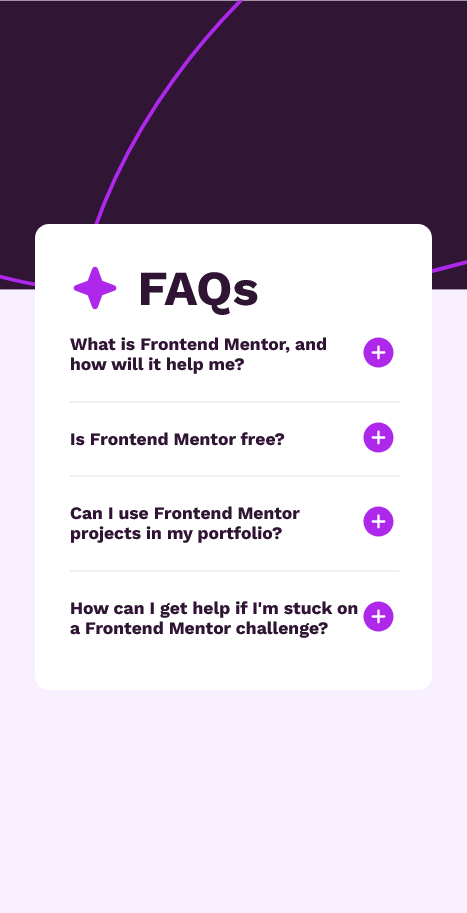 FAQs
What is Frontend Mentor, and
how will it help me?
Is Frontend Mentor free?
Can I use Frontend Mentor
projects in my portfolio?
How can I get help if I'm stuck on
a Frontend Mentor challenge?